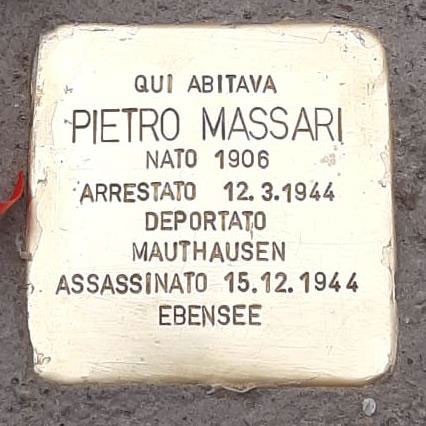 QUI ABITAVA
PIETRO MASSARI
NATO 1906
ARRESTATO 12.3.1944
DEPORTATO
MAUTHAUSEN
ASSASSINATO 15.12.1944
EBENSEE